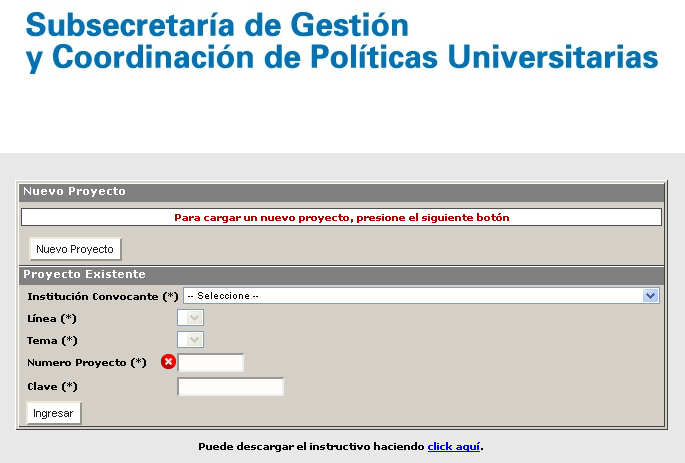 Subsecretaría de Gestión
y Coordinación de Políticas Universitarias
Nuevo Proyecto
Para cargar un nuevo proyecto, presione el siguiente botón
Nuevo Proyecto
Proyecto Existente
Institución Convocante (*) -- Seleccione --
Línea (*)
Tema (*)
Numero Proyecto (*)
Clave (*)
Ingresar
Puede descargar el instructivo haciendo click aquí.